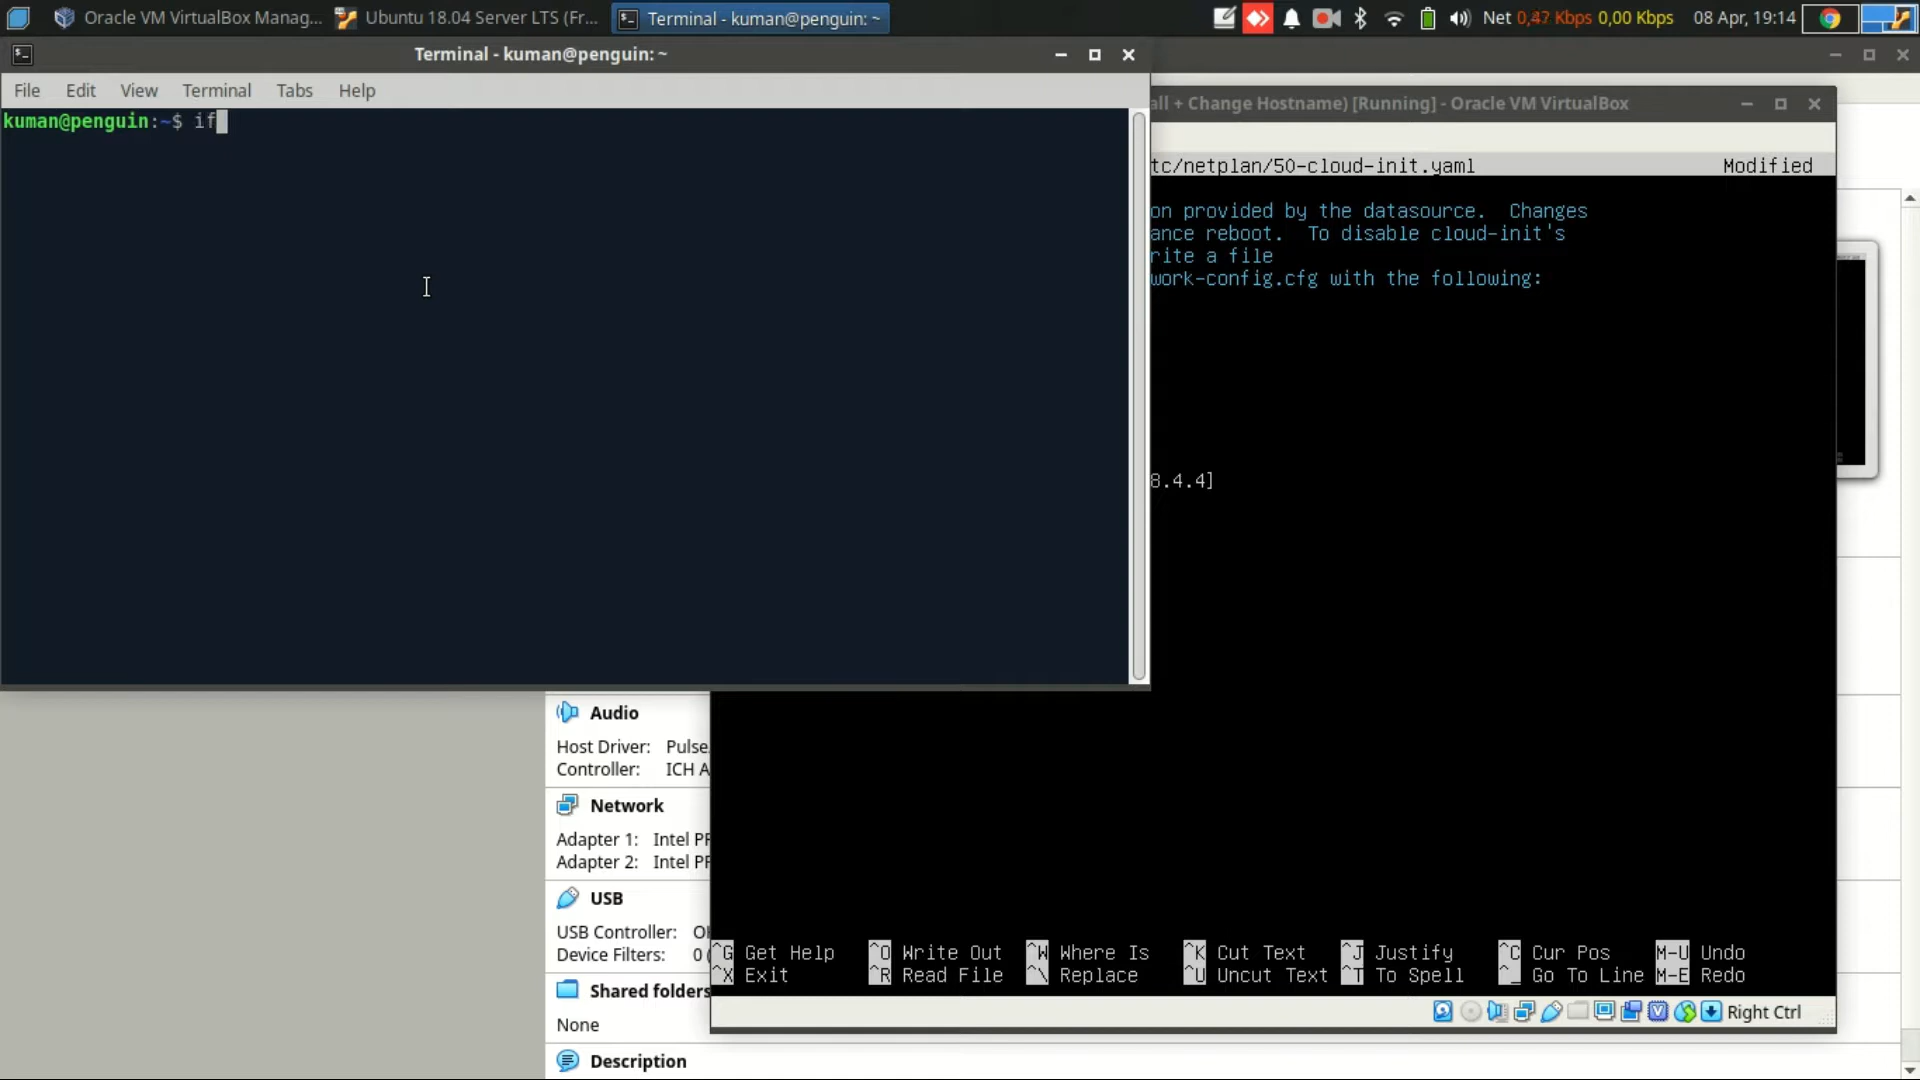 Oracle VM VirtualBox Manag...
Ubuntu 18.04 Server LTS (Fr...
Terminal - kuman@penguin: ~
Net 0,47 Kbps 0,00 Kbps
08 Apr, 19:14
Terminal - kuman@penguin: ~
File Edit View Terminal Tabs Help
kuman@penguin:~$ if
all + Change Hostname) [Running] - Oracle VM VirtualBox
tc/netplan/50-cloud-init.yaml Modified
on provided by the datasource. Changes
ance reboot. To disable cloud-init's
rite a file
work-config.cfg with the following:
8.4.4]
Audio
Host Driver: Pulse
Controller: ICH A
Network
Adapter 1: Intel PR
Adapter 2: Intel PR
USB
USB Controller: OH
Device Filters: 0 (
Shared folders
None
Description
^G Get Help ^O Write Out ^W Where Is ^K Cut Text ^J Justify ^C Cur Pos M-U Undo
^X Exit ^R Read File ^\ Replace ^U Uncut Text ^T To Spell ^_ Go To Line M-E Redo
Right Ctrl